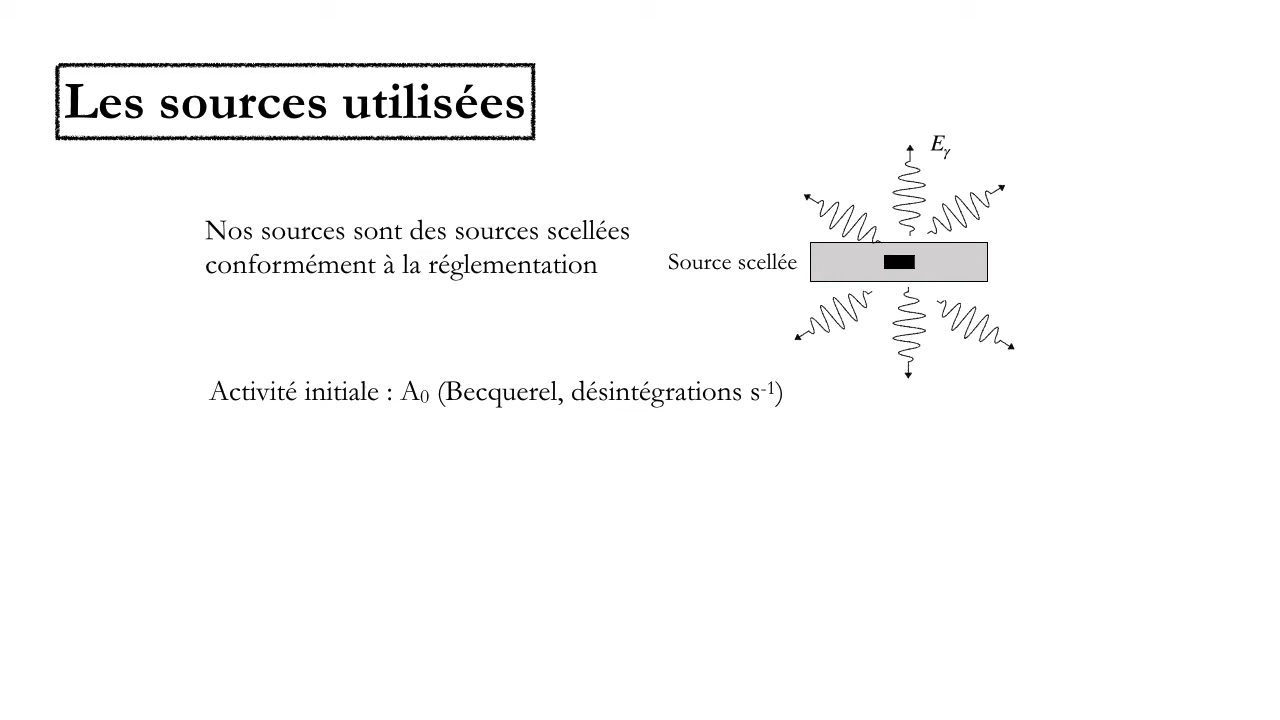 Les sources utilisées
E𝛾
Nos sources sont des sources scellées
conformément à la réglementation
Source scellée
Activité initiale : A₀ (Becquerel, désintégrations s⁻¹)